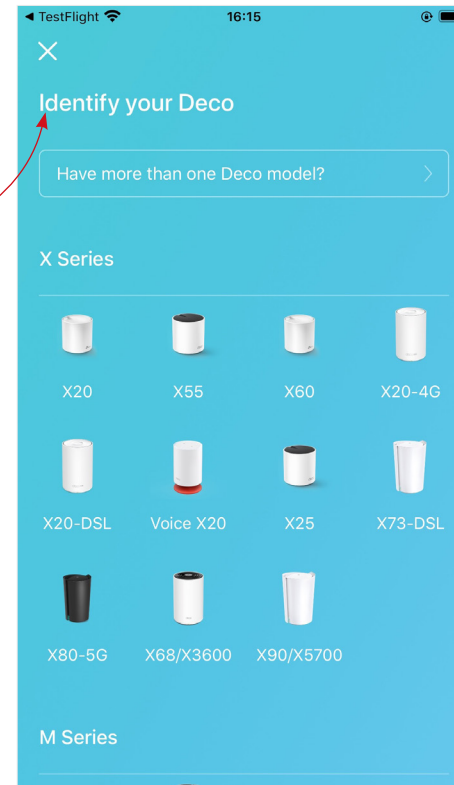 TestFlight 16:15
Identify your Deco
Have more than one Deco model?
X Series
X20 X55 X60 X20-4G
X20-DSL Voice X20 X25 X73-DSL
X80-5G X68/X3600 X90/X5700
M Series